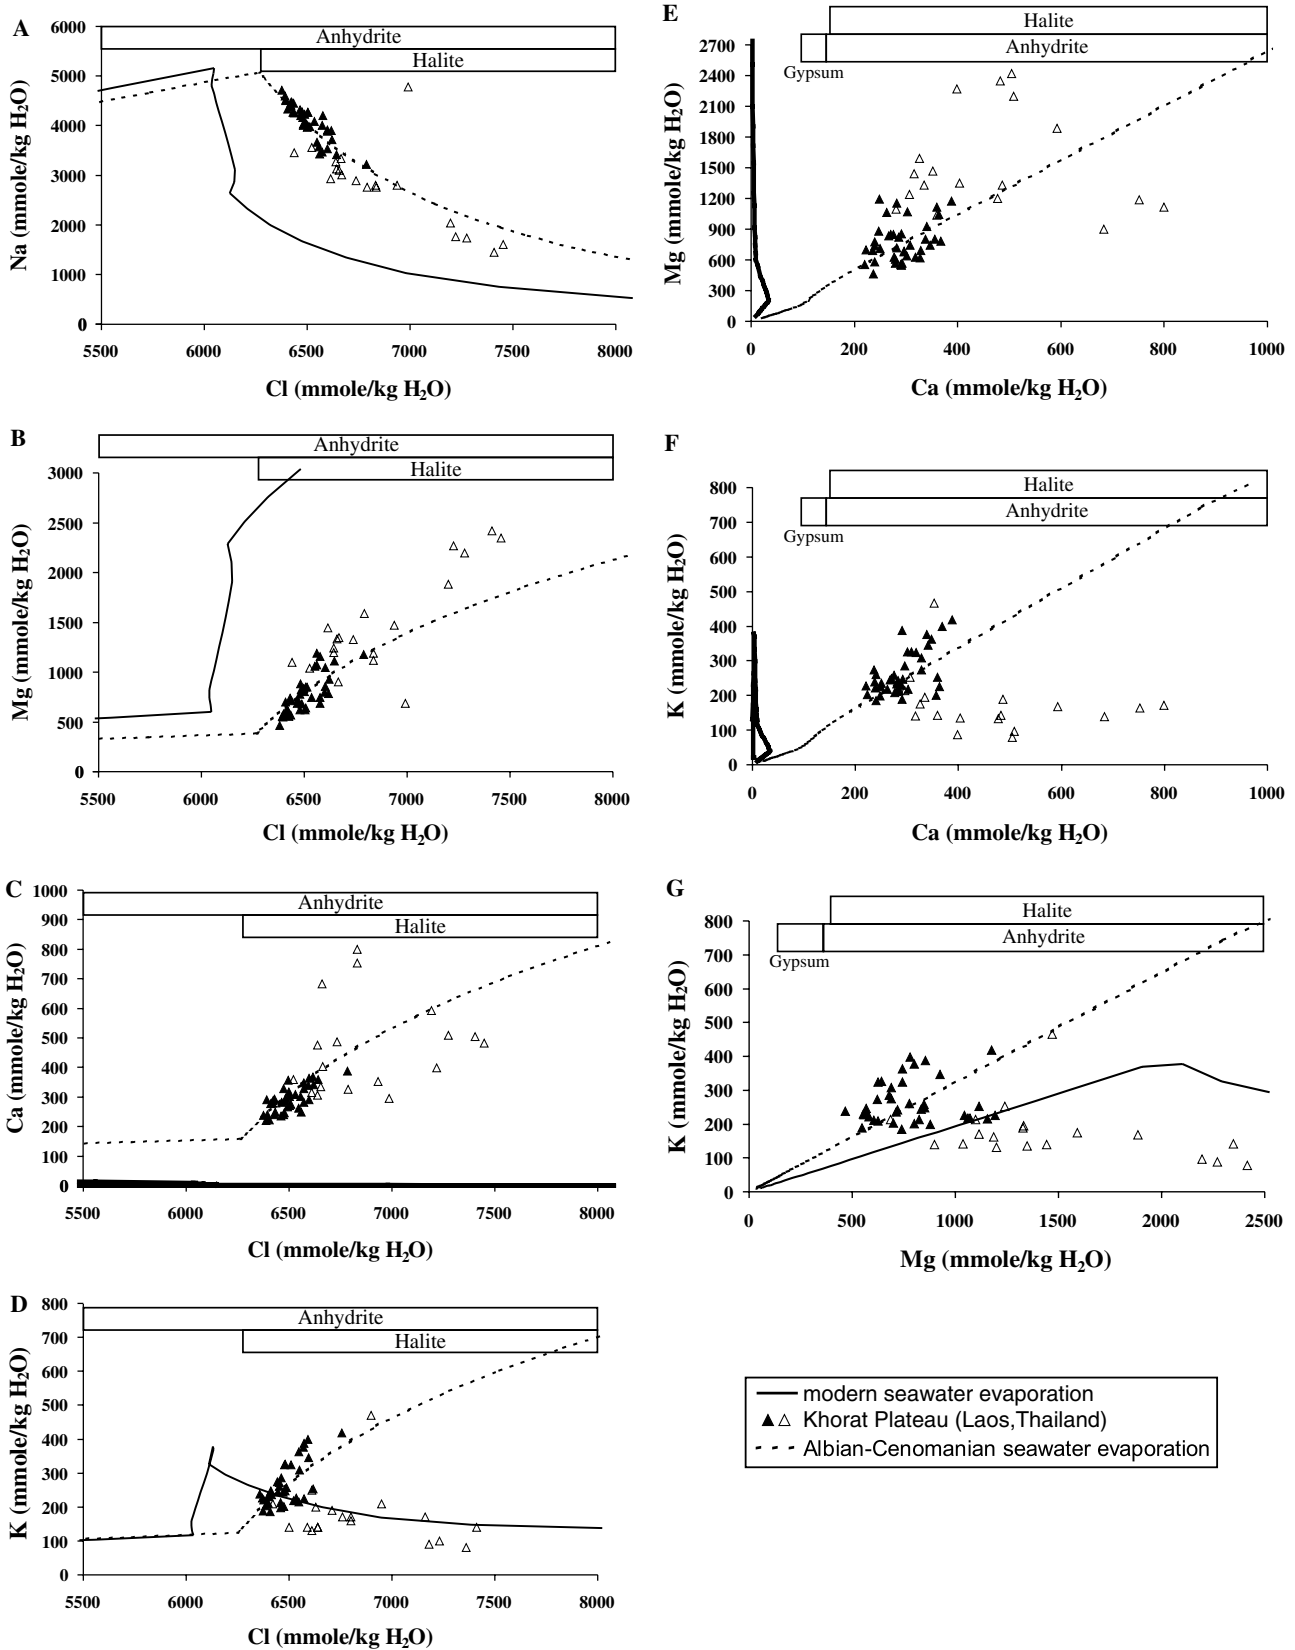 A
Anhydrite
Halite
6000
5000
4000
3000
2000
1000
0
Na (mmole/kg H2O)
5500 6000 6500 7000 7500 8000
Cl (mmole/kg H2O)
B
Anhydrite
Halite
3000
2500
2000
1500
1000
500
0
Mg (mmole/kg H2O)
5500 6000 6500 7000 7500 8000
Cl (mmole/kg H2O)
C
Anhydrite
Halite
1000
900
800
700
600
500
400
300
200
100
0
Ca (mmole/kg H2O)
5500 6000 6500 7000 7500 8000
Cl (mmole/kg H2O)
D
Anhydrite
Halite
800
700
600
500
400
300
200
100
0
K (mmole/kg H2O)
5500 6000 6500 7000 7500 8000
Cl (mmole/kg H2O)
E
Halite
Anhydrite
Gypsum
2700
2400
2100
1800
1500
1200
900
600
300
0
Mg (mmole/kg H2O)
0 200 400 600 800 1000
Ca (mmole/kg H2O)
F
Halite
Anhydrite
Gypsum
800
700
600
500
400
300
200
100
0
K (mmole/kg H2O)
0 200 400 600 800 1000
Ca (mmole/kg H2O)
G
Halite
Anhydrite
Gypsum
800
700
600
500
400
300
200
100
0
K (mmole/kg H2O)
0 500 1000 1500 2000 2500
Mg (mmole/kg H2O)
modern seawater evaporation
Khorat Plateau (Laos,Thailand)
Albian-Cenomanian seawater evaporation